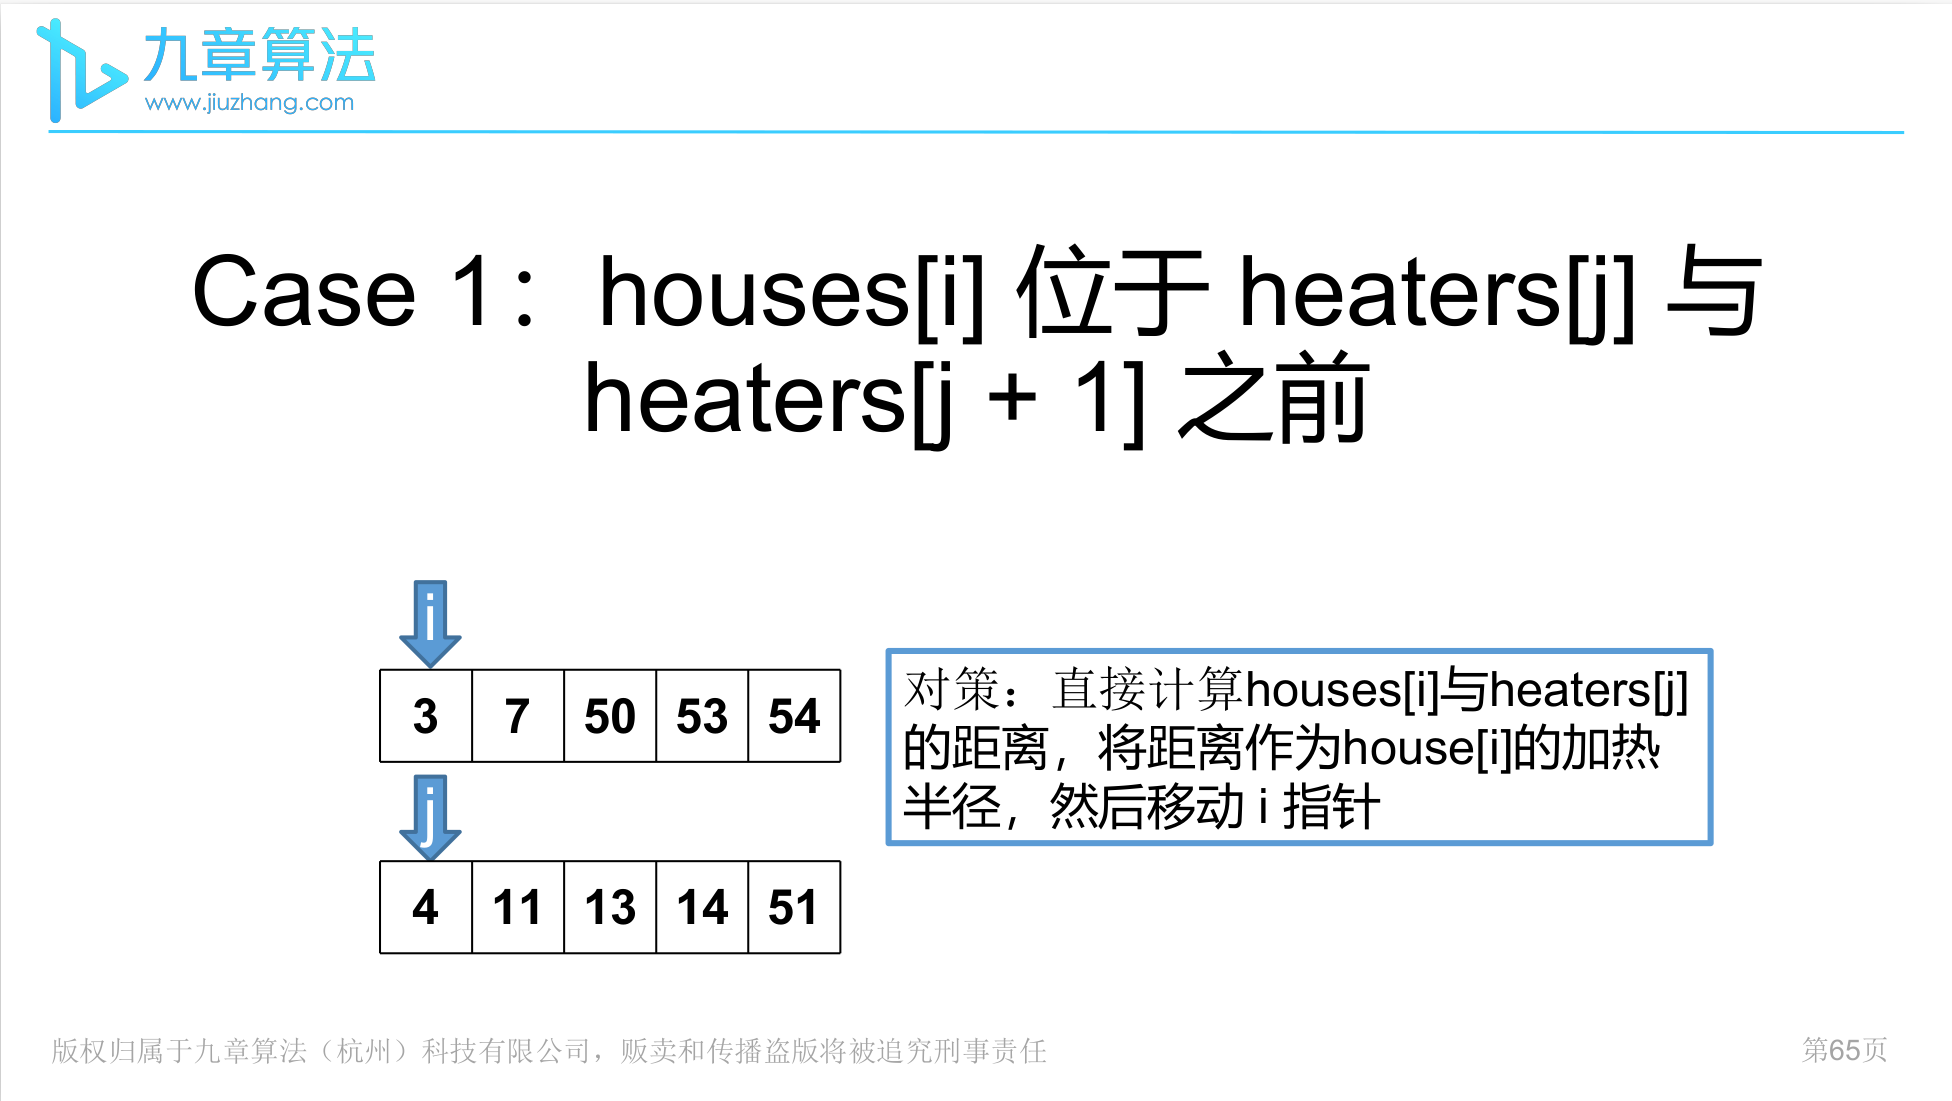 九章算法
www.jiuzhang.com
Case 1：houses[i] 位于 heaters[j] 与
heaters[j + 1] 之前
i
3 7 50 53 54
j
4 11 13 14 51
对策：直接计算houses[i]与heaters[j]
的距离，将距离作为house[i]的加热
半径，然后移动 i 指针
版权归属于九章算法（杭州）科技有限公司，贩卖和传播盗版将被追究刑事责任
第65页